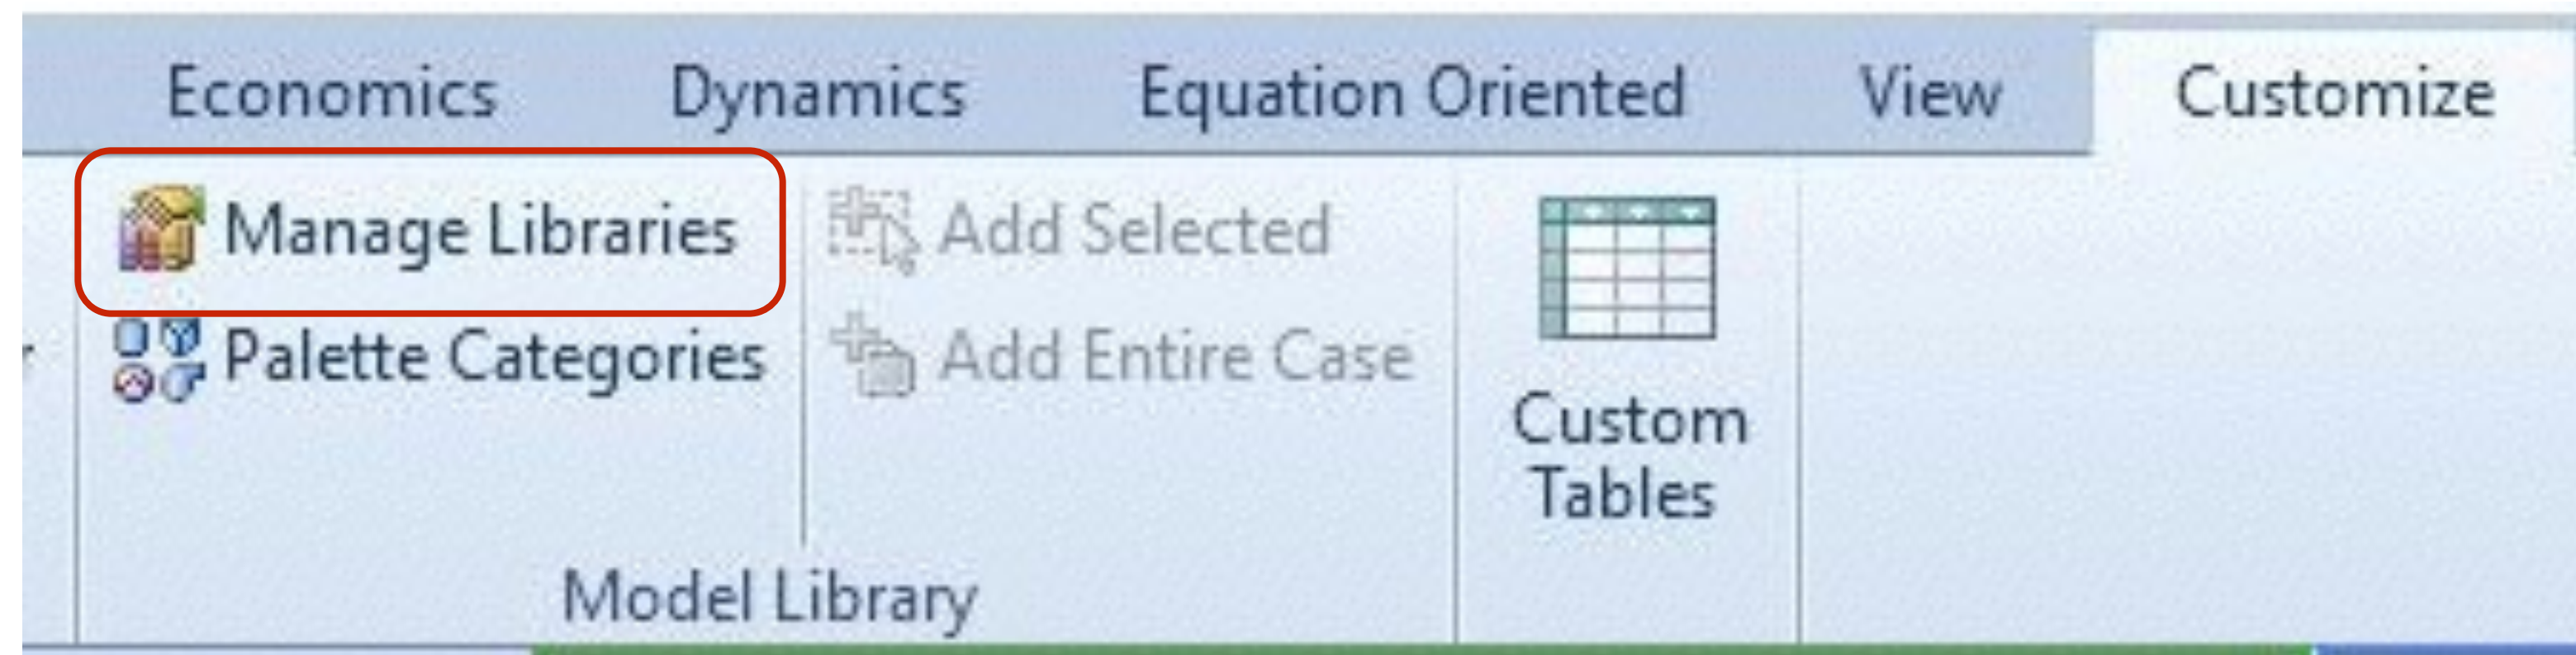 Economics Dynamics Equation Oriented View Customize
Manage Libraries Add Selected
Palette Categories Add Entire Case
Custom
Tables
Model Library